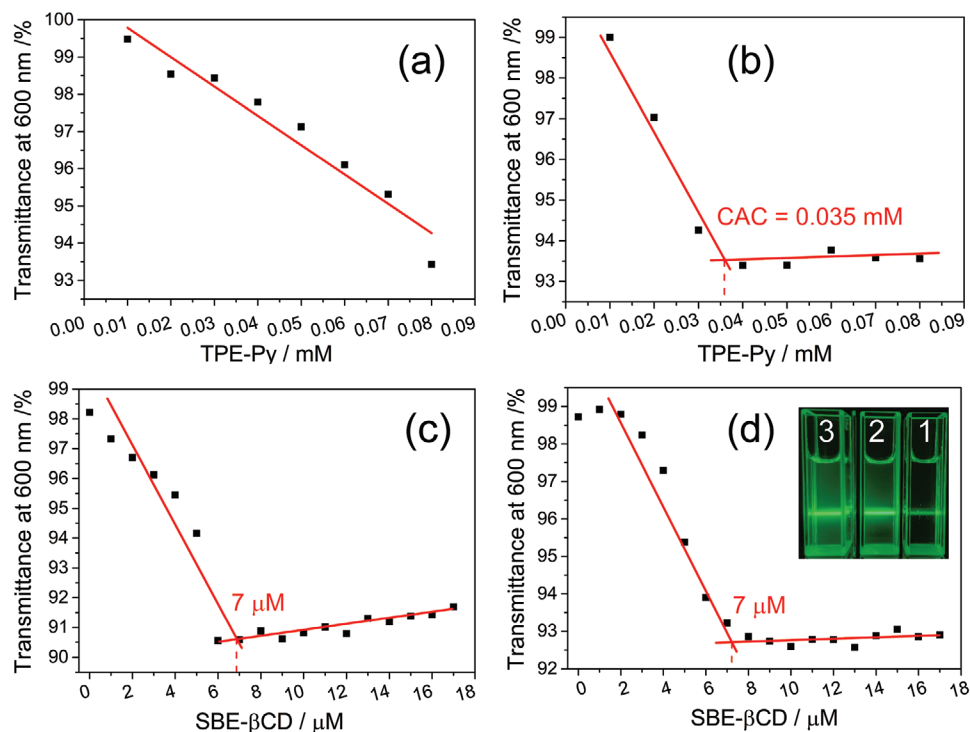 (a)
Transmittance at 600 nm /%
100
99
98
97
96
95
94
93
0.00 0.01 0.02 0.03 0.04 0.05 0.06 0.07 0.08 0.09
TPE-Py / mM
(b)
Transmittance at 600 nm /%
99
98
97
96
95
94
93
CAC = 0.035 mM
0.00 0.01 0.02 0.03 0.04 0.05 0.06 0.07 0.08 0.09
TPE-Py / mM
(c)
Transmittance at 600 nm /%
99
98
97
96
95
94
93
92
91
90
7 μM
0 2 4 6 8 10 12 14 16 18
SBE-βCD / μM
(d)
Transmittance at 600 nm /%
99
98
97
96
95
94
93
92
3 2 1
7 μM
0 2 4 6 8 10 12 14 16 18
SBE-βCD / μM